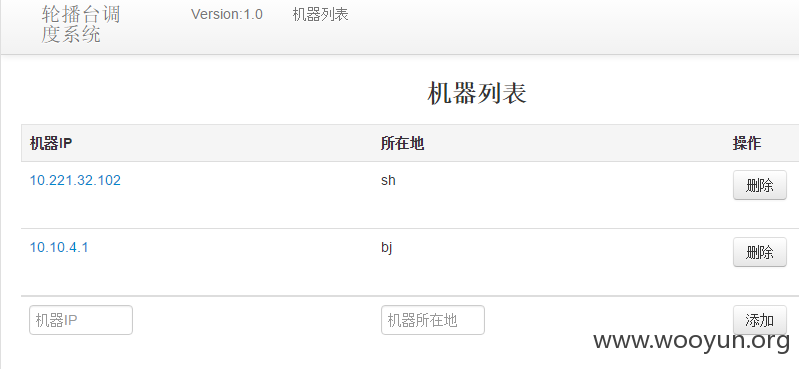 轮播台调 Version:1.0 机器列表
度系统
机器列表
机器IP 所在地 操作
10.221.32.102 sh 删除
10.10.4.1 bj 删除
机器IP 机器所在地 添加
www.wooyun.org